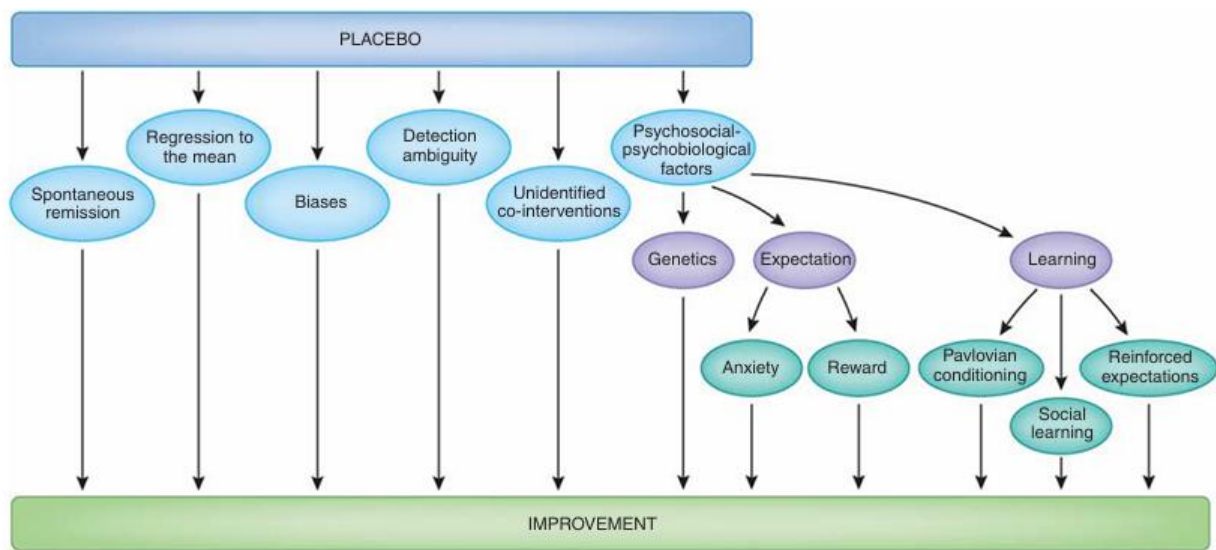 PLACEBO
Spontaneous
remission
Regression to
the mean
Biases
Detection
ambiguity
Unidentified
co-interventions
Psychosocial-
psychobiological
factors
Genetics
Expectation
Learning
Anxiety
Reward
Pavlovian
conditioning
Social
learning
Reinforced
expectations
IMPROVEMENT